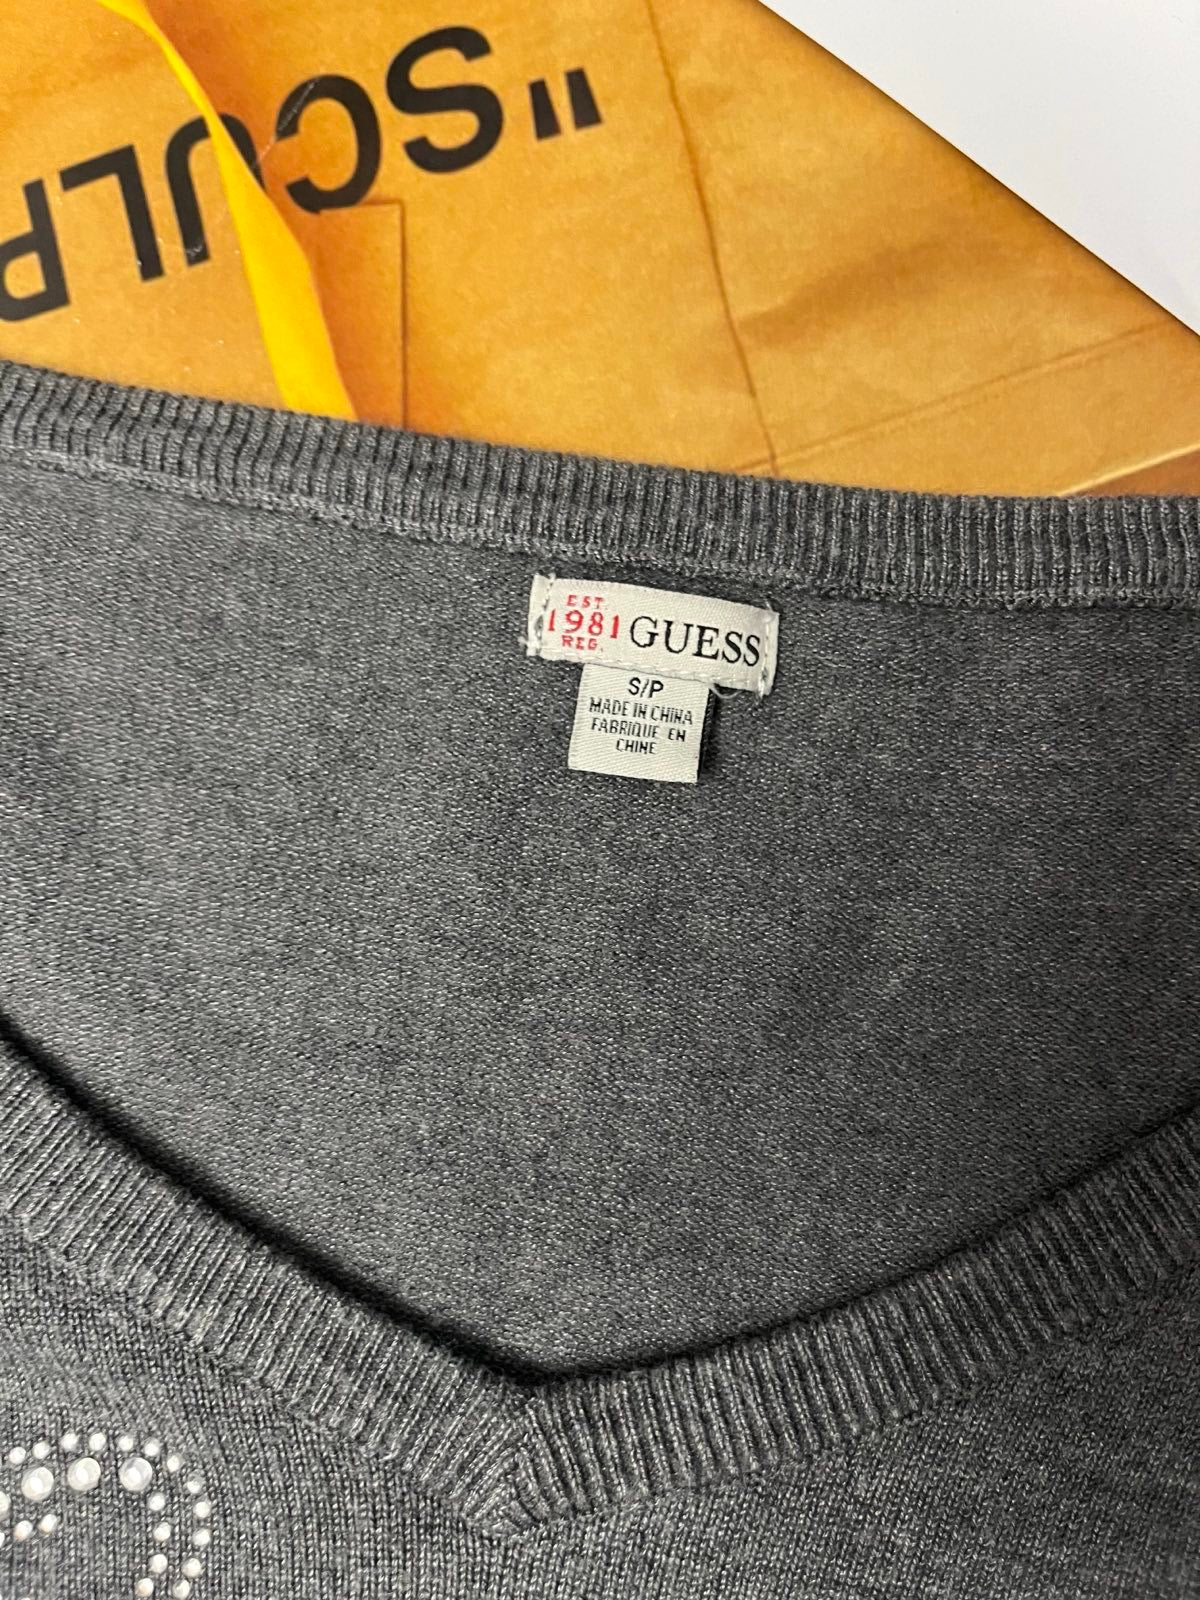 "SCULP
EST.
1981
REG.
GUESS
S/P
MADE IN CHINA
FABRIQUE EN
CHINE